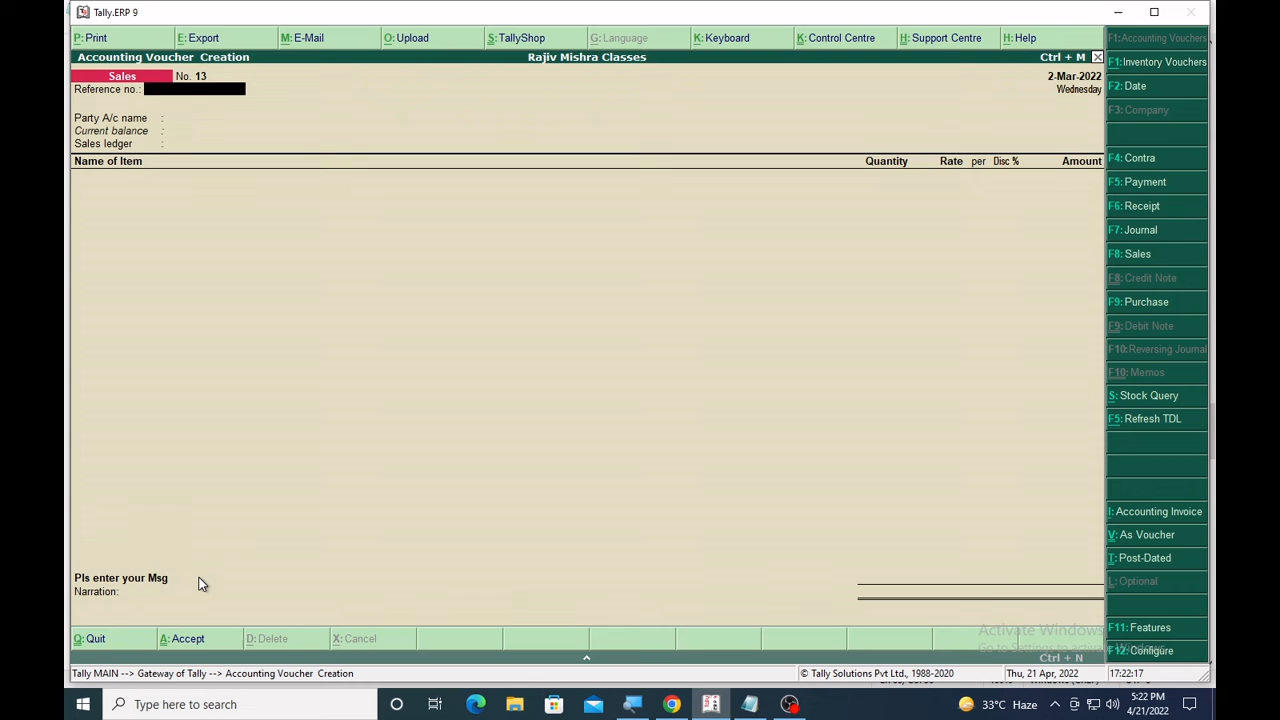 Tally.ERP 9
P: Print E: Export M: E-Mail O: Upload S: TallyShop G: Language K: Keyboard K: Control Centre H: Support Centre H: Help
F1: Accounting Vouchers
Accounting Voucher Creation Rajiv Mishra Classes Ctrl + M
F1: Inventory Vouchers
Sales No. 13 2-Mar-2022
F2: Date
Reference no.: Wednesday
F3: Company
Party A/c name :
Current balance :
Sales ledger :
F4: Contra
Name of Item Quantity Rate per Disc % Amount
F5: Payment
F6: Receipt
F7: Journal
F8: Sales
F8: Credit Note
F9: Purchase
F9: Debit Note
F10: Reversing Journal
F10: Memos
S: Stock Query
F5: Refresh TDL
I: Accounting Invoice
V: As Voucher
T: Post-Dated
L: Optional
Pls enter your Msg
Narration:
F11: Features
F12: Configure
Q: Quit A: Accept D: Delete X: Cancel
Activate Windows
Ctrl + N
Tally MAIN --> Gateway of Tally --> Accounting Voucher Creation © Tally Solutions Pvt Ltd., 1988-2020 Thu, 21 Apr, 2022 17:22:17
Type here to search 33°C Haze 5:22 PM
4/21/2022